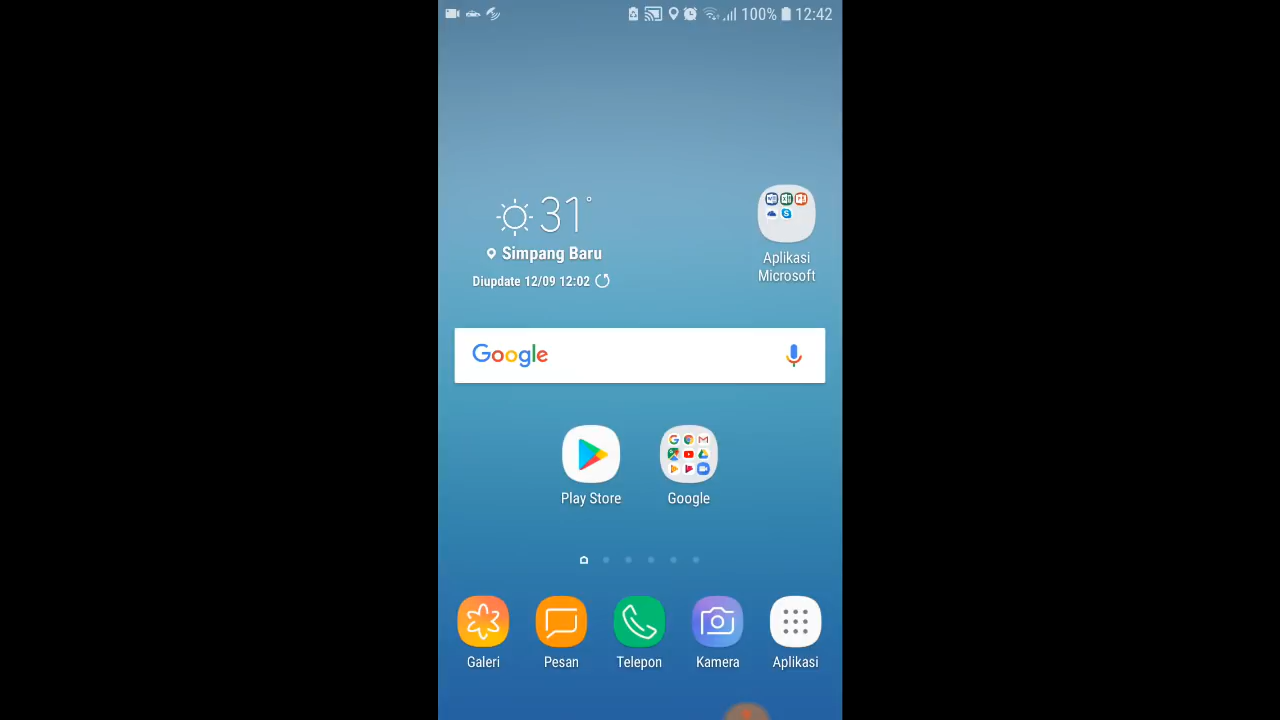 100% 12:42
31°
Simpang Baru
Diupdate 12/09 12:02
Aplikasi
Microsoft
Google
Play Store
Google
Galeri
Pesan
Telepon
Kamera
Aplikasi